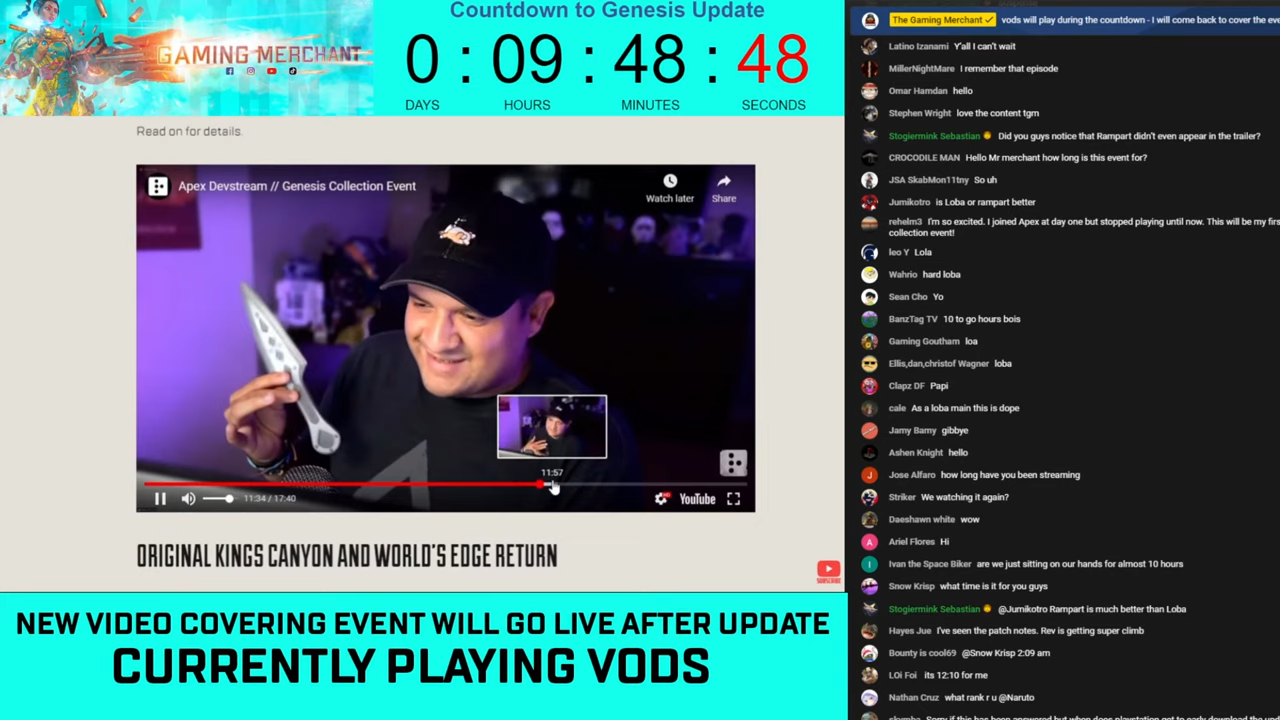 Countdown to Genesis Update
GAMING MERCHANT
0 : 09 : 48 : 48
DAYS HOURS MINUTES SECONDS
Read on for details.
Apex Devstream // Genesis Collection Event
Watch later
Share
11:57
11:34 / 17:40
YouTube
ORIGINAL KINGS CANYON AND WORLD'S EDGE RETURN
SUBSCRIBE
NEW VIDEO COVERING EVENT WILL GO LIVE AFTER UPDATE
CURRENTLY PLAYING VODS
The Gaming Merchant vods will play during the countdown - I will come back to cover the eve
Latino Izanami Y'all I can't wait
MillerNightMare I remember that episode
Omar Hamdan hello
Stephen Wright love the content tgm
Stogiermink Sebastian Did you guys notice that Rampart didn't even appear in the trailer?
CROCODILE MAN Hello Mr merchant how long is this event for?
JSA SkabMon11tny So uh
Jumikotro is Loba or rampart better
rehelm3 I'm so excited. I joined Apex at day one but stopped playing until now. This will be my firs
collection event!
leo Y Lola
Wahrio hard loba
Sean Cho Yo
BanzTag TV 10 to go hours bois
Gaming Goutham loa
Ellis,dan,christof Wagner loba
Clapz DF Papi
cale As a loba main this is dope
Jamy Bamy gibbye
Ashen Knight hello
J
Jose Alfaro how long have you been streaming
Striker We watching it again?
Daeshawn white wow
A
Ariel Flores Hi
I
Ivan the Space Biker are we just sitting on our hands for almost 10 hours
Snow Krisp what time is it for you guys
Stogiermink Sebastian @Jumikotro Rampart is much better than Loba
Hayes Jue I've seen the patch notes. Rev is getting super climb
Bounty is cool69 @Snow Krisp 2:09 am
LOi Foi its 12:10 for me
Nathan Cruz what rank r u @Naruto